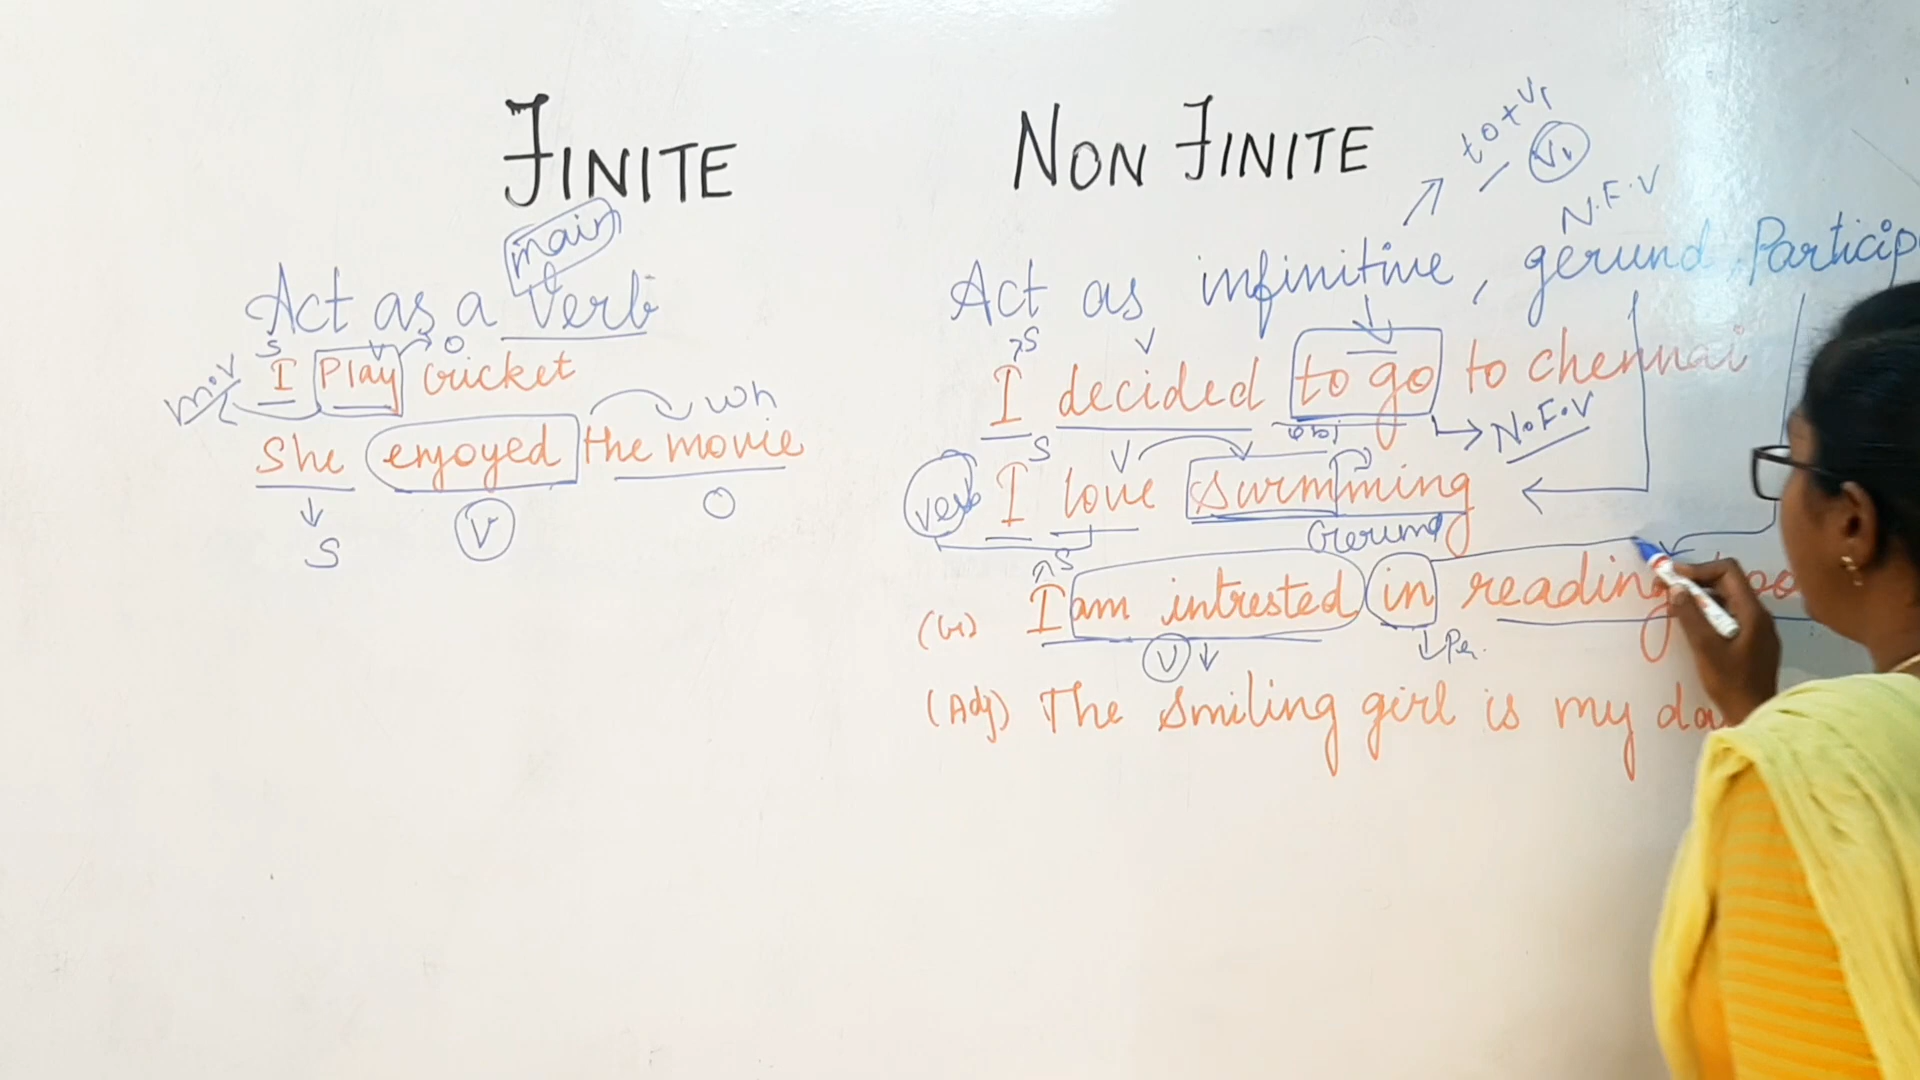 FINITE
main
Act as a Verb
S V O
m.v I Play cricket
Wh
She enjoyed the movie
S V O
NON FINITE
to + V1
V1
N.F.V
Act as infinitive, gerund, Particip
S V
I decided to go to chennai
obj N.F.V
S V
verb I love swimming
Gerund
S
I am intrested in reading
V Pre.
(Adj) The smiling girl is my da